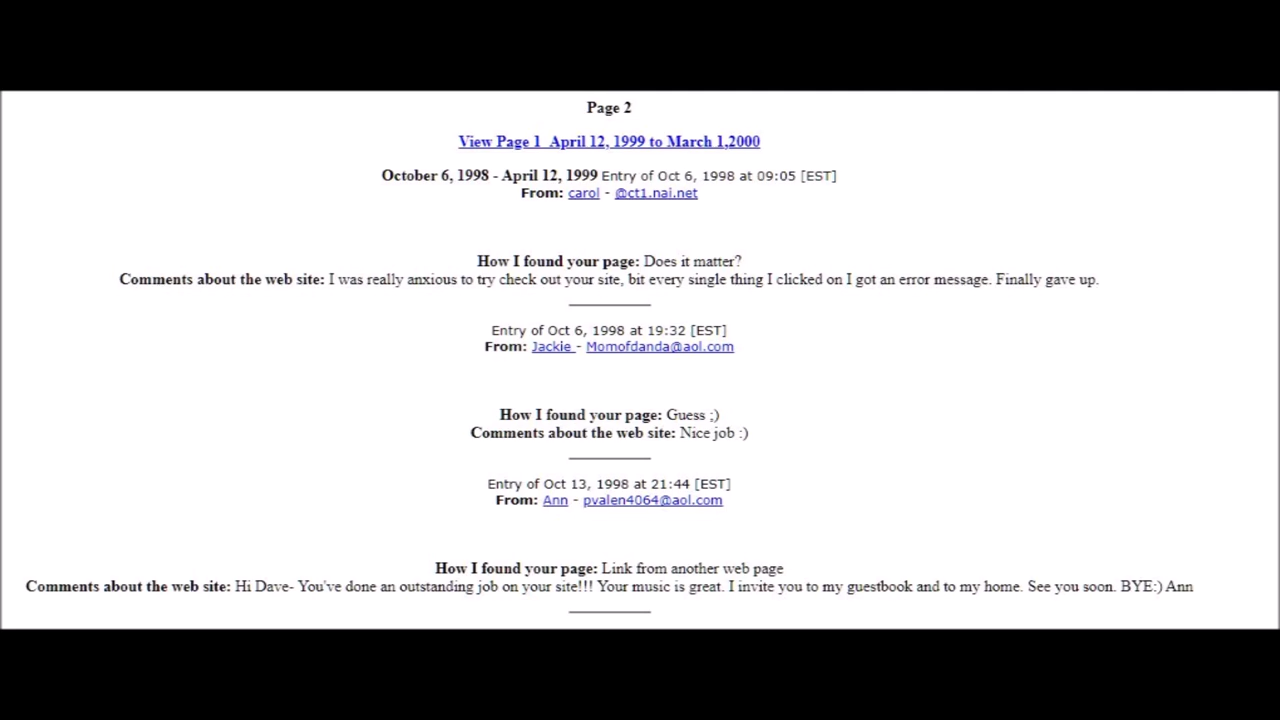 Page 2
View Page 1 April 12, 1999 to March 1,2000
October 6, 1998 - April 12, 1999 Entry of Oct 6, 1998 at 09:05 [EST]
From: carol - @ct1.nai.net
How I found your page: Does it matter?
Comments about the web site: I was really anxious to try check out your site, bit every single thing I clicked on I got an error message. Finally gave up.
Entry of Oct 6, 1998 at 19:32 [EST]
From: Jackie - Momofdanda@aol.com
How I found your page: Guess ;)
Comments about the web site: Nice job :)
Entry of Oct 13, 1998 at 21:44 [EST]
From: Ann - pvalen4064@aol.com
How I found your page: Link from another web page
Comments about the web site: Hi Dave- You've done an outstanding job on your site!!! Your music is great. I invite you to my guestbook and to my home. See you soon. BYE:) Ann